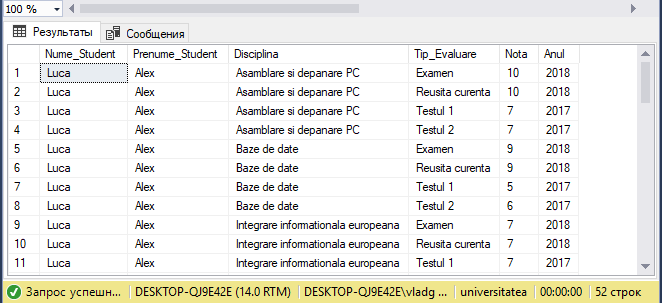 100 %
Результаты Сообщения
Nume_Student Prenume_Student Disciplina Tip_Evaluare Nota Anul
1 Luca Alex Asamblare si depanare PC Examen 10 2018
2 Luca Alex Asamblare si depanare PC Reusita curenta 10 2018
3 Luca Alex Asamblare si depanare PC Testul 1 7 2017
4 Luca Alex Asamblare si depanare PC Testul 2 7 2017
5 Luca Alex Baze de date Examen 9 2018
6 Luca Alex Baze de date Reusita curenta 9 2018
7 Luca Alex Baze de date Testul 1 5 2017
8 Luca Alex Baze de date Testul 2 6 2017
9 Luca Alex Integrare informationala europeana Examen 7 2018
10 Luca Alex Integrare informationala europeana Reusita curenta 7 2018
11 Luca Alex Integrare informationala europeana Testul 1 7 2017
Запрос успешн... DESKTOP-QJ9E42E (14.0 RTM) DESKTOP-QJ9E42E\vladg ... universitatea 00:00:00 52 строк